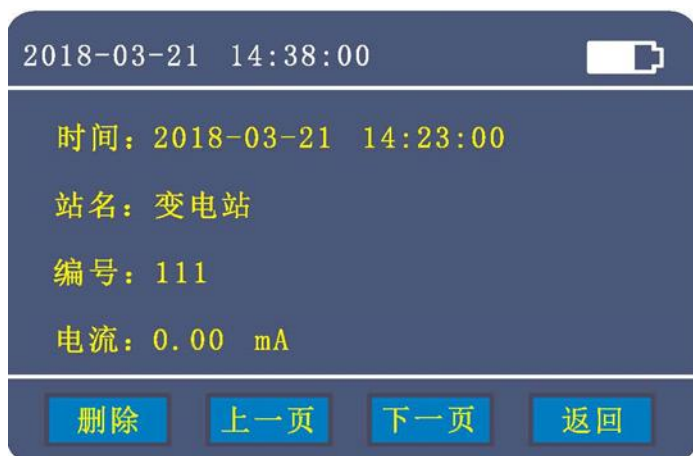 2018-03-21 14:38:00
时间：2018-03-21 14:23:00
站名：变电站
编号：111
电流：0.00 mA
删除 上一页 下一页 返回